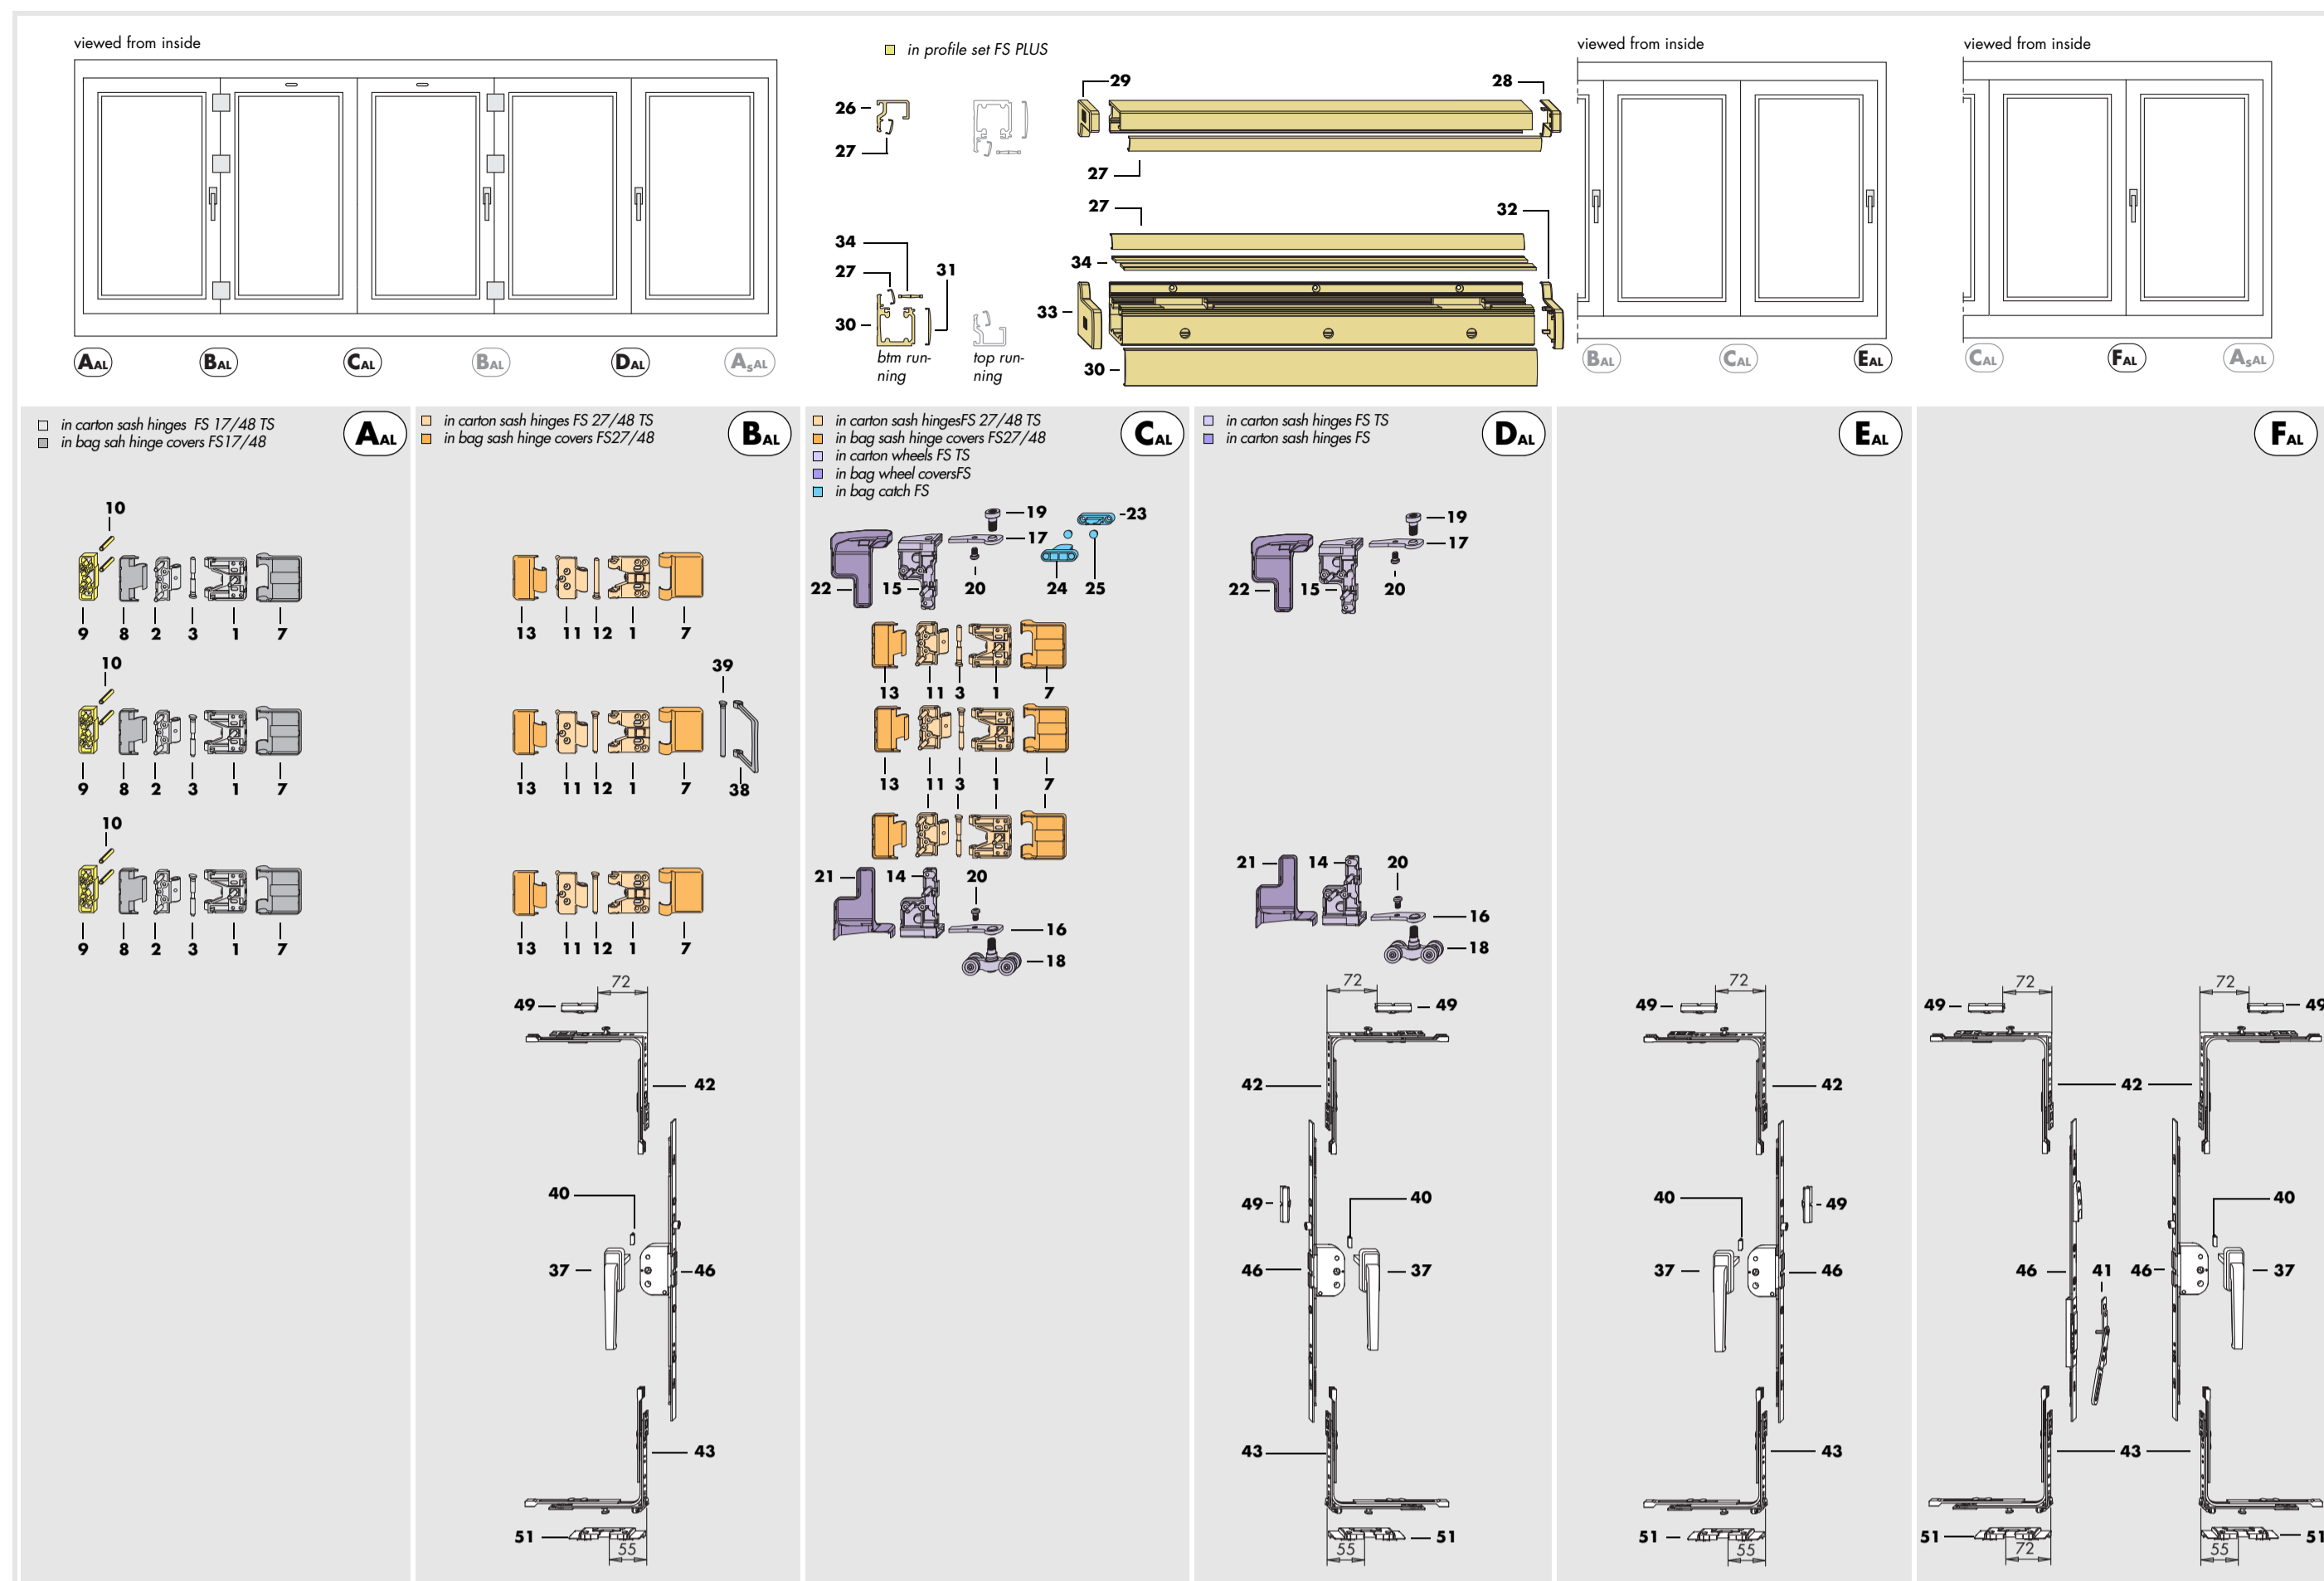 viewed from inside
in profile set FS PLUS
viewed from inside
viewed from inside
29
28
26
27
27
27
32
34
34
27
31
33
30
btm run-
ning
top run-
ning
30
AAL
BAL
CAL
BAL
DAL
AsAL
BAL
CAL
EAL
CAL
FAL
AsAL
in carton sash hinges FS 17/48 TS
in bag sah hinge covers FS17/48
AAL
10
9 8 2 3 1 7
10
9 8 2 3 1 7
10
9 8 2 3 1 7
in carton sash hinges FS 27/48 TS
in bag sash hinge covers FS27/48
BAL
13 11 12 1 7
39
13 11 12 1 7 38
13 11 12 1 7
72
49
42
40
37
46
43
51
55
in carton sash hingesFS 27/48 TS
in bag sash hinge covers FS27/48
in carton wheels FS TS
in bag wheel coversFS
in bag catch FS
CAL
19
23
17
22 15 20 24 25
13 11 3 1 7
13 11 3 1 7
21 14 20
16
18
in carton sash hinges FS TS
in carton sash hinges FS
DAL
19
17
22 15 20
21 14 20
16
18
72
49
42
49
40
46
37
43
51
55
EAL
72
49
42
40
49
37
46
43
51
55
FAL
72
72
49
49
42
40
46
41
46
37
43
51
51
72
55